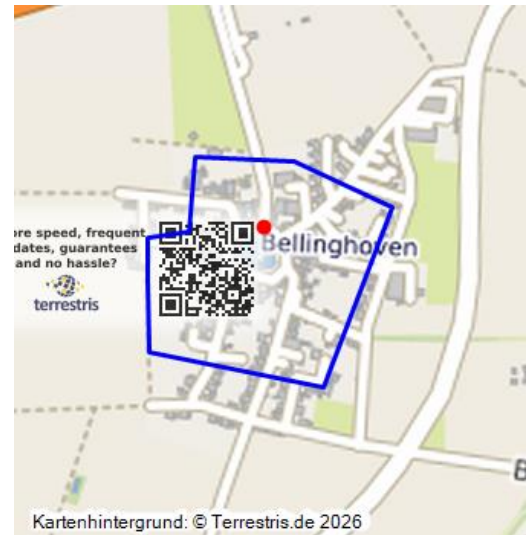 ore speed, frequent
dates, guarantees
and no hassle?
terrestris
Bellinghoven
B
Kartenhintergrund: © Terrestris.de 2026